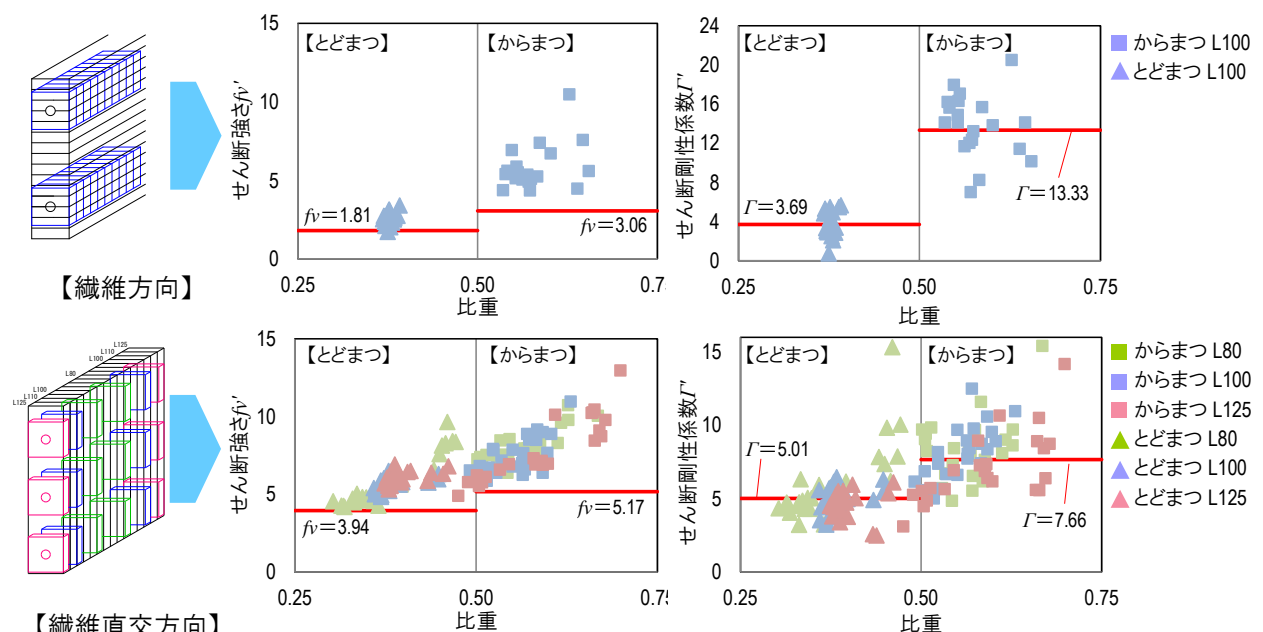 せん断強さfv'
15
10
5
0
【とどまつ】
【からまつ】
fv＝1.81
fv＝3.06
0.25
0.50
0.75
比重
せん断剛性係数Γ'
24
20
16
12
8
4
0
【とどまつ】
【からまつ】
Γ＝3.69
Γ＝13.33
0.25
0.50
0.75
比重
からまつ L100
とどまつ L100
【繊維方向】
L125
L110
L100
L80
L100
L110
L125
【繊維直交方向】
せん断強さfv'
15
10
5
0
【とどまつ】
【からまつ】
fv＝3.94
fv＝5.17
0.25
0.50
0.75
比重
せん断剛性係数Γ'
15
10
5
0
【とどまつ】
【からまつ】
Γ＝5.01
Γ＝7.66
0.25
0.50
0.75
比重
からまつ L80
からまつ L100
からまつ L125
とどまつ L80
とどまつ L100
とどまつ L125